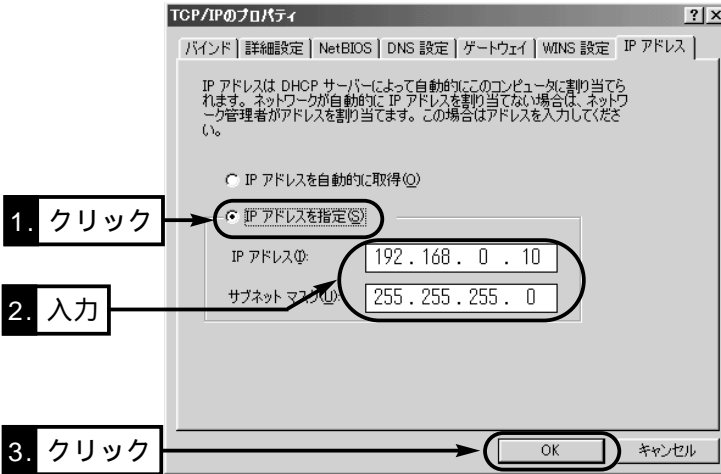 TCP/IPのプロパティ
バインド 詳細設定 NetBIOS DNS 設定 ゲートウェイ WINS 設定 IP アドレス
IP アドレスは DHCP サーバーによって自動的にこのコンピュータに割り当てら
れます。ネットワークが自動的に IP アドレスを割り当てない場合は、ネットワ
ーク管理者がアドレスを割り当てます。この場合はアドレスを入力してくださ
い。
IP アドレスを自動的に取得(O)
1. クリック
IP アドレスを指定(S)
IP アドレス(I): 192 . 168 . 0 . 10
2. 入力
サブネット マスク(U): 255 . 255 . 255 . 0
3. クリック
OK キャンセル